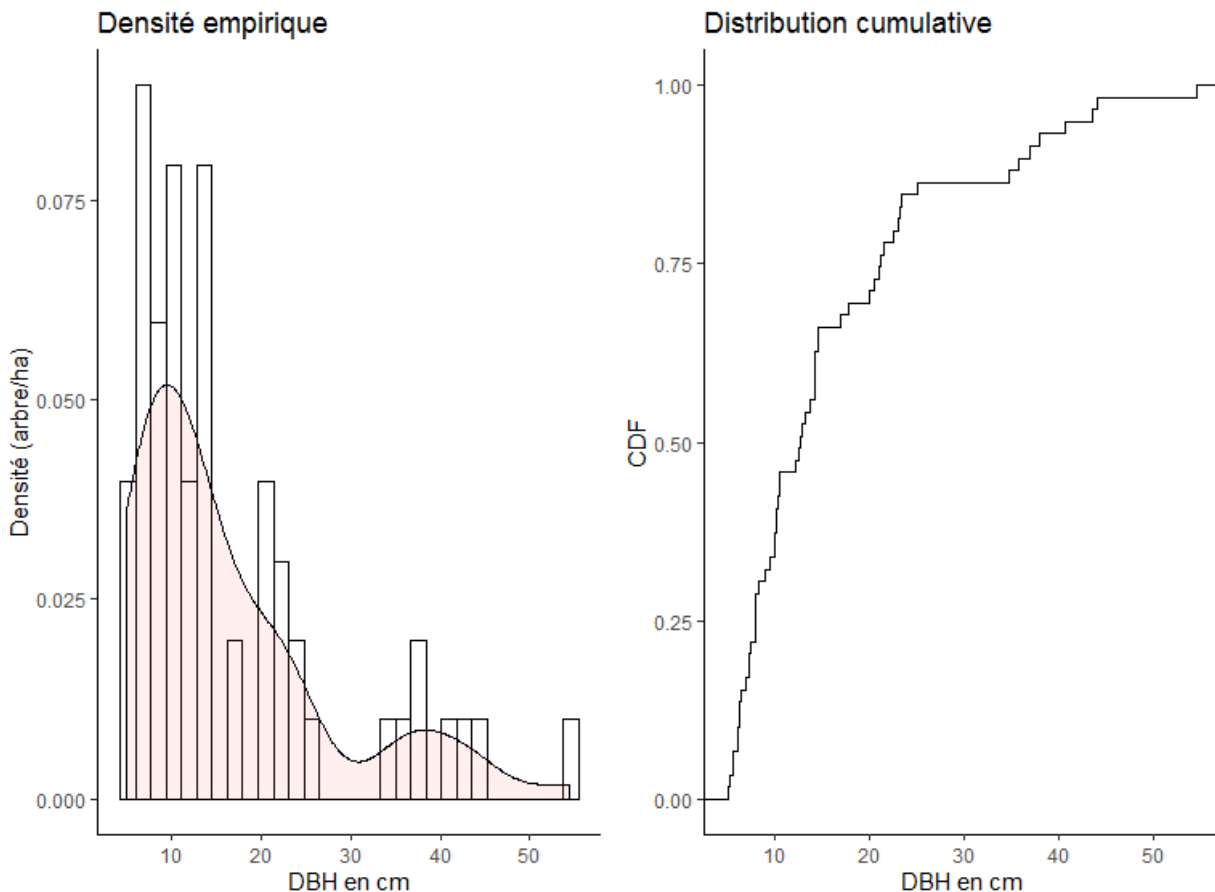 Densité empirique
Densité (arbre/ha)
0.075
0.050
0.025
0.000
10 20 30 40 50
DBH en cm
Distribution cumulative
CDF
1.00
0.75
0.50
0.25
0.00
10 20 30 40 50
DBH en cm